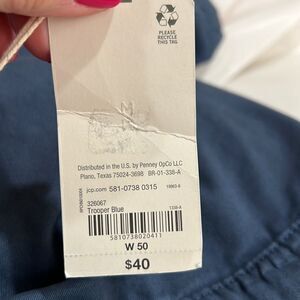 PLEASE
RECYCLE
THIS TAG
M
Distributed in the U.S. by Penney OpCo LLC
Plano, Texas 75024-3698 BR-01-338-A
jcp.com 581-0738 0315
326067
Trooper Blue
5810738020411
W 50
$40